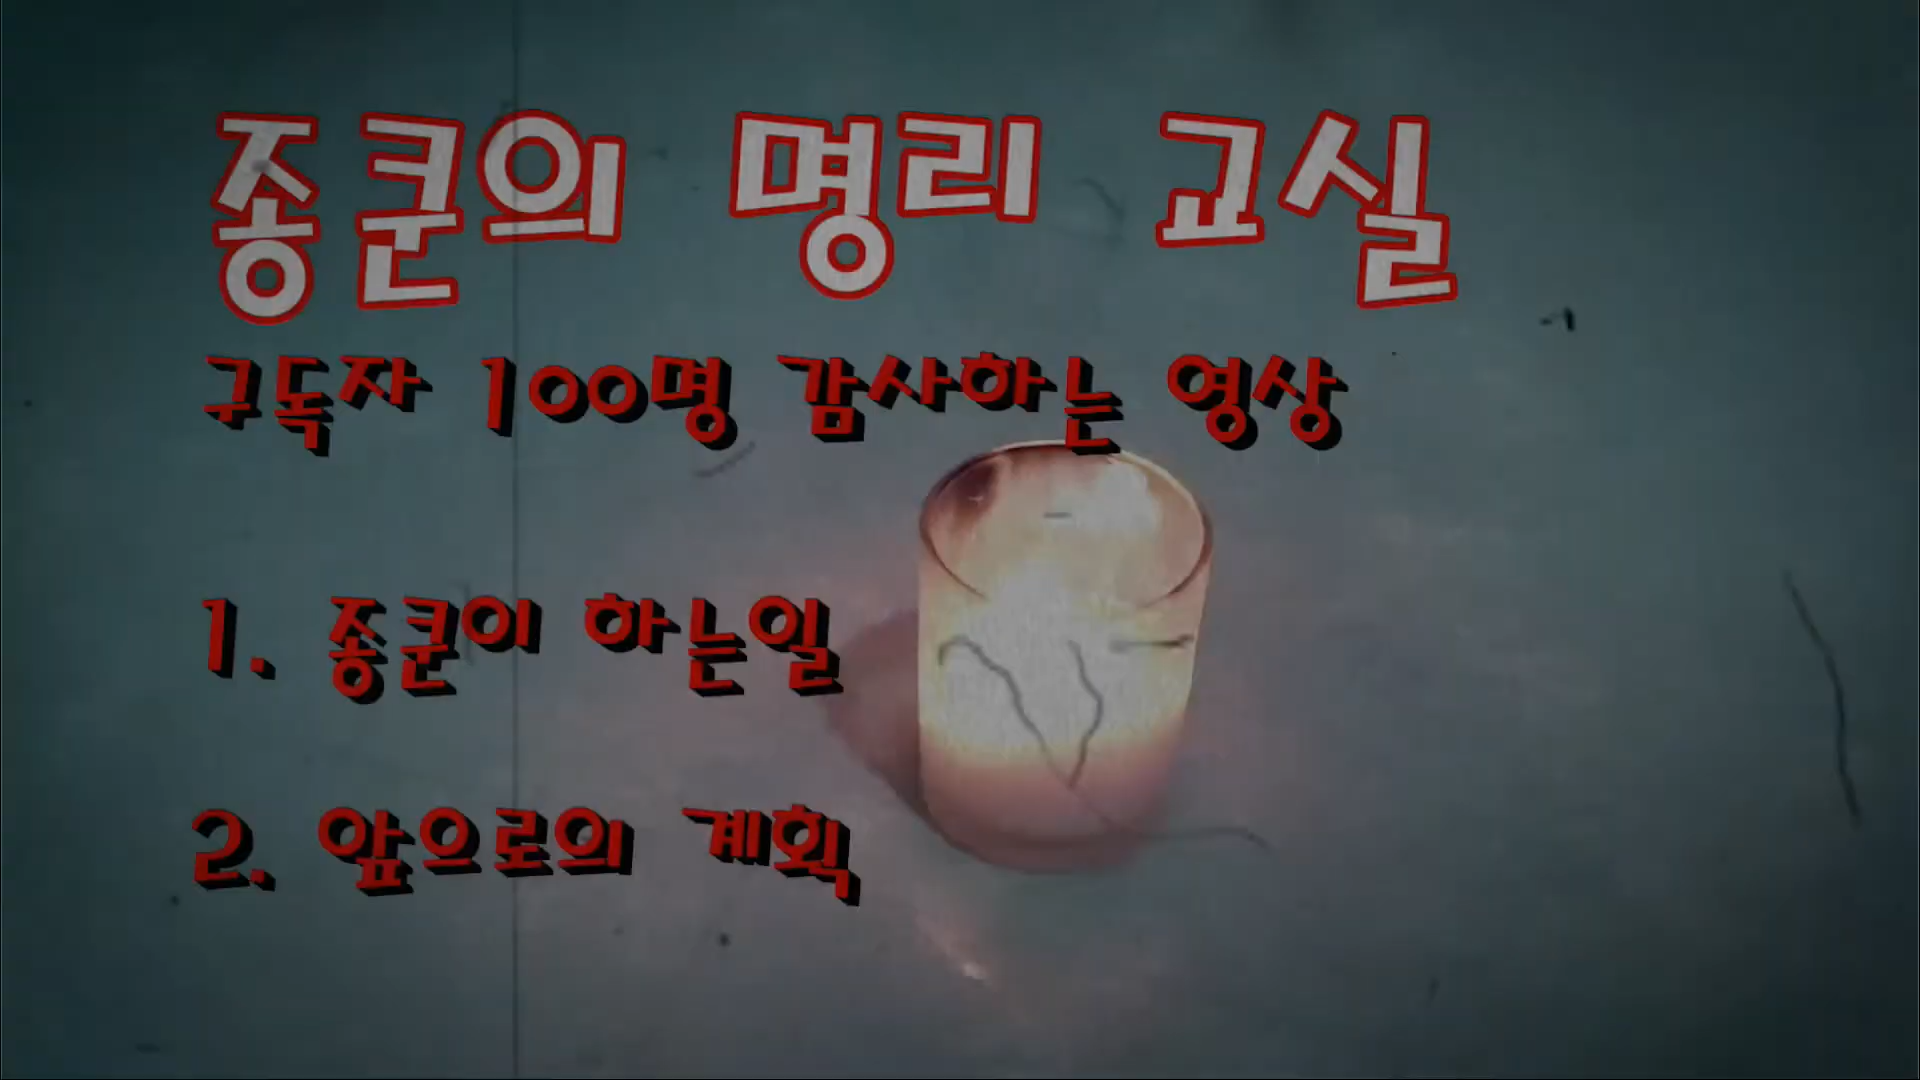 종쿤의 명리 교실
구독자 100명 감사하는 영상
1. 종쿤이 하는일
2. 앞으로의 계획